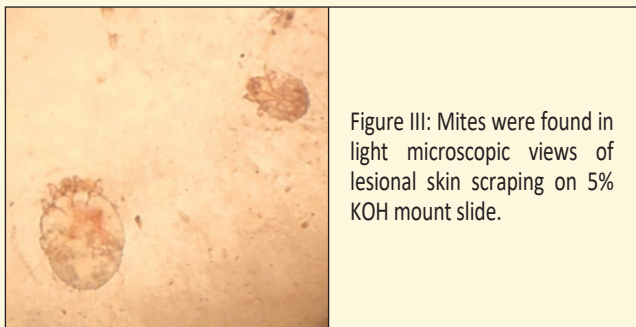 Figure III: Mites were found in
light microscopic views of
lesional skin scraping on 5%
KOH mount slide.